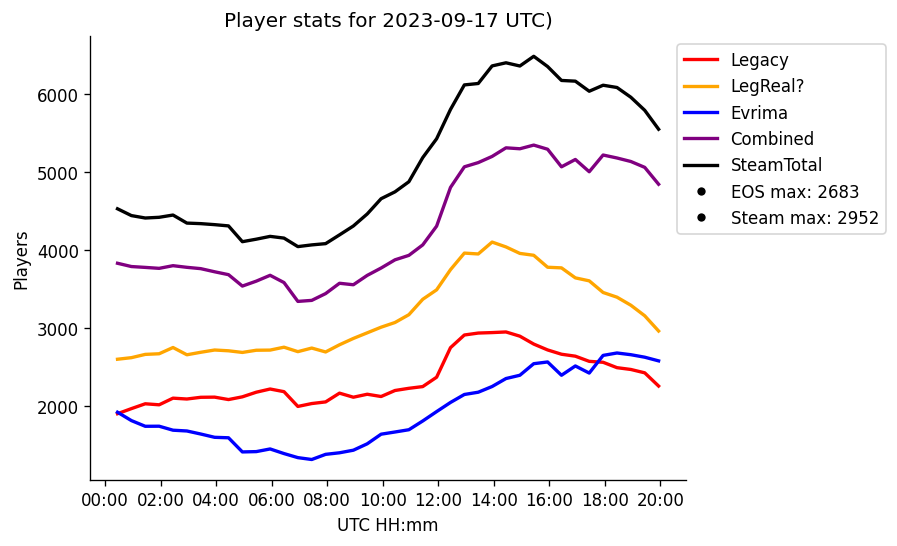 Player stats for 2023-09-17 UTC)
Legacy
LegReal?
Evrima
Combined
SteamTotal
EOS max: 2683
Steam max: 2952
Players
6000
5000
4000
3000
2000
00:00 02:00 04:00 06:00 08:00 10:00 12:00 14:00 16:00 18:00 20:00
UTC HH:mm